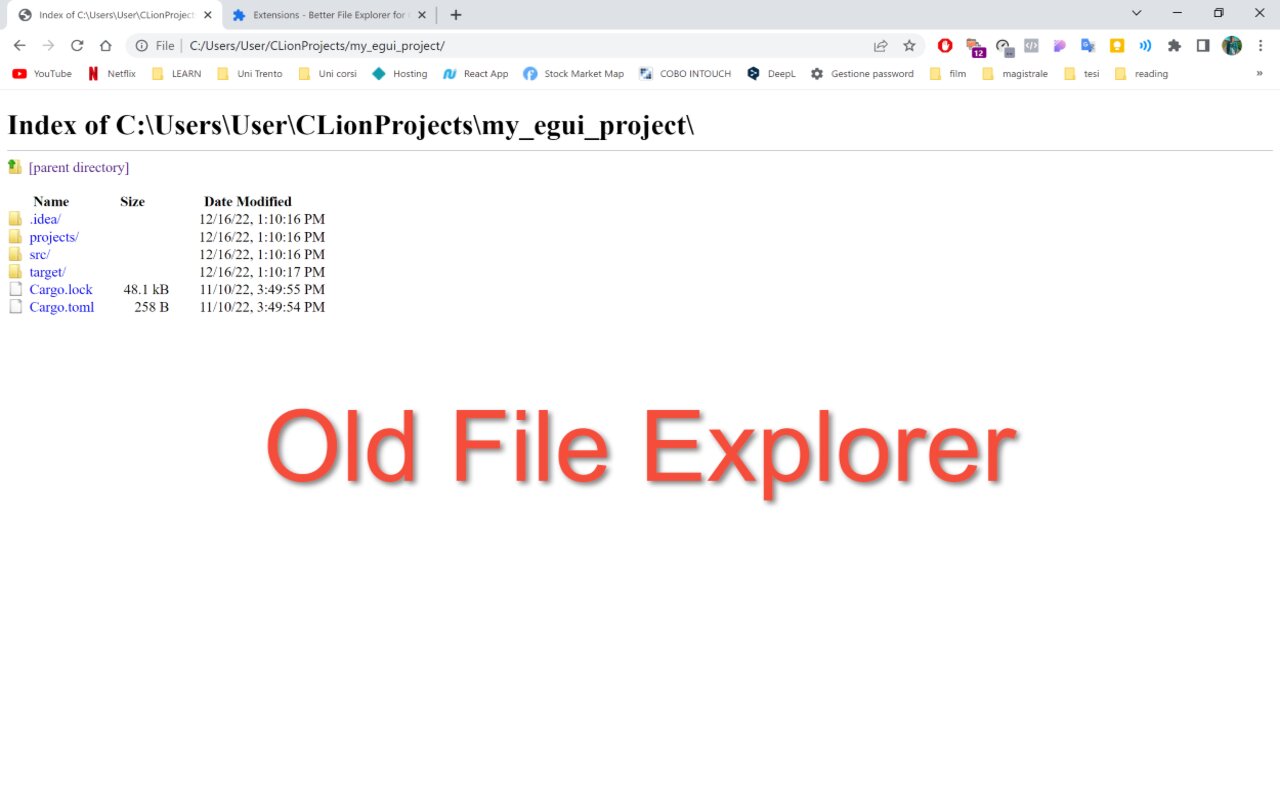 Index of C:\Users\User\CLionProject
Extensions - Better File Explorer for
File
C:/Users/User/CLionProjects/my_egui_project/
12
YouTube Netflix LEARN Uni Trento Uni corsi Hosting React App Stock Market Map COBO INTOUCH DeepL Gestione password film magistrale tesi reading »
Index of C:\Users\User\CLionProjects\my_egui_project\
[parent directory]
Name Size Date Modified
.idea/ 12/16/22, 1:10:16 PM
projects/ 12/16/22, 1:10:16 PM
src/ 12/16/22, 1:10:16 PM
target/ 12/16/22, 1:10:17 PM
Cargo.lock 48.1 kB 11/10/22, 3:49:55 PM
Cargo.toml 258 B 11/10/22, 3:49:54 PM
Old File Explorer